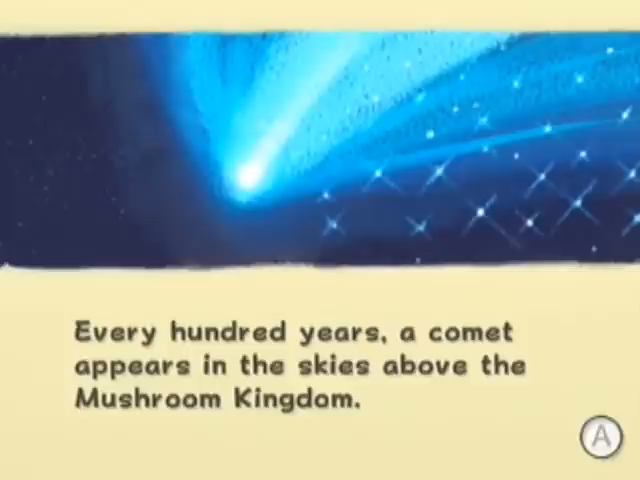 Every hundred years, a comet
appears in the skies above the
Mushroom Kingdom.
A